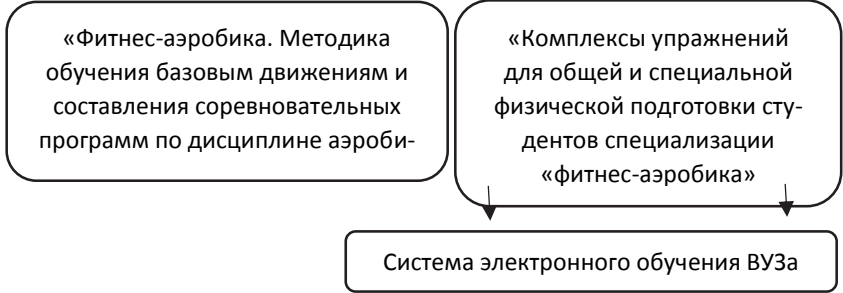 «Фитнес-аэробика. Методика
обучения базовым движениям и
составления соревновательных
программ по дисциплине аэроби-
«Комплексы упражнений
для общей и специальной
физической подготовки сту-
дентов специализации
«фитнес-аэробика»
Система электронного обучения ВУЗа